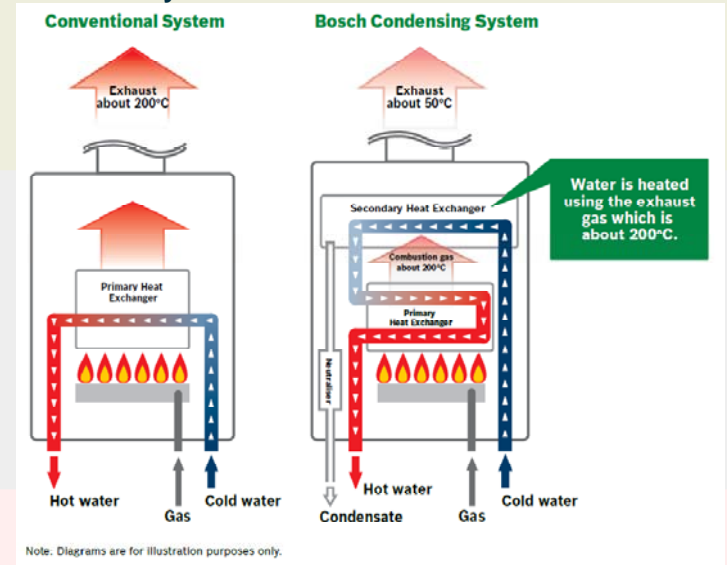 Conventional System
Exhaust
about 200°C
Primary Heat
Exchanger
Hot water
Gas
Cold water
Bosch Condensing System
Exhaust
about 50°C
Secondary Heat Exchanger
Water is heated
using the exhaust
gas which is
about 200°C.
Combustion gas
about 200°C
Primary
Heat Exchanger
Neutraliser
Condensate
Hot water
Gas
Cold water
Note: Diagrams are for illustration purposes only.